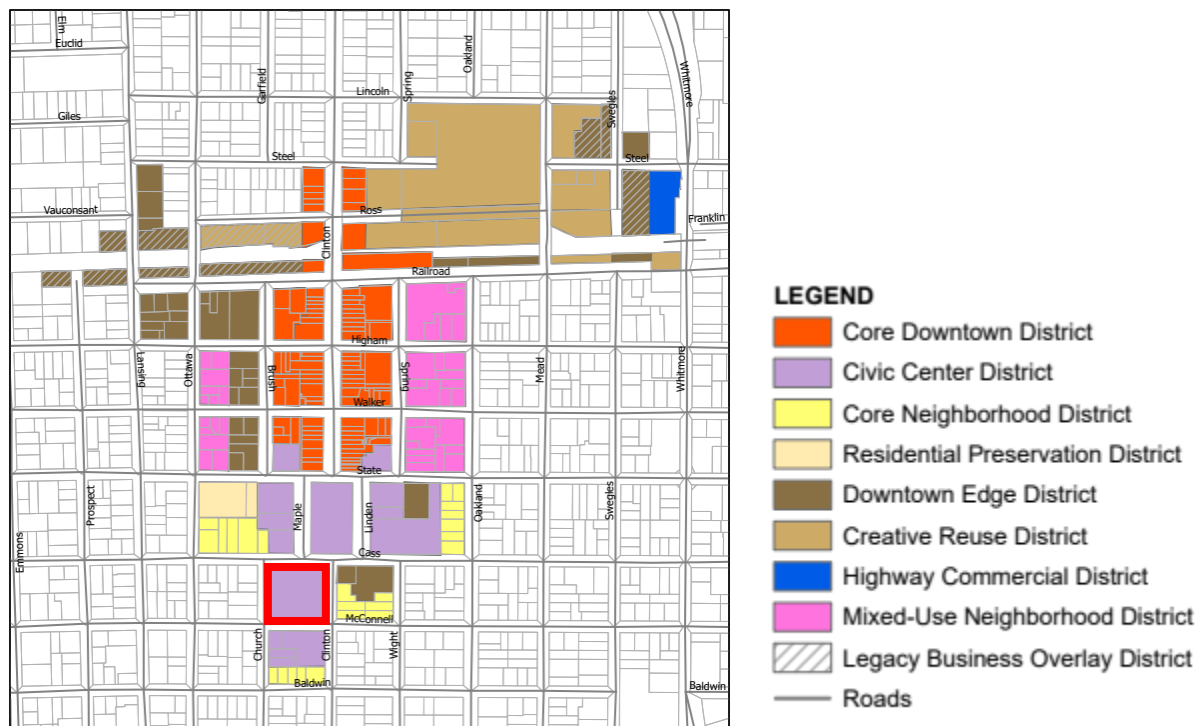 Elm
Euclid
Garfield
Spring
Oakland
Whitmore
Lincoln
Giles
Swegles
Steel
Steel
Vauconsant
Ross
Franklin
Clinton
Railroad
Higham
Lansing
Ottawa
Brush
Spring
Mead
Whitmore
Walker
State
Prospect
Maple
Linden
Oakland
Swegles
Emmons
Cass
McConnell
Church
Clinton
Wight
Baldwin
Baldwin
LEGEND
Core Downtown District
Civic Center District
Core Neighborhood District
Residential Preservation District
Downtown Edge District
Creative Reuse District
Highway Commercial District
Mixed-Use Neighborhood District
Legacy Business Overlay District
Roads